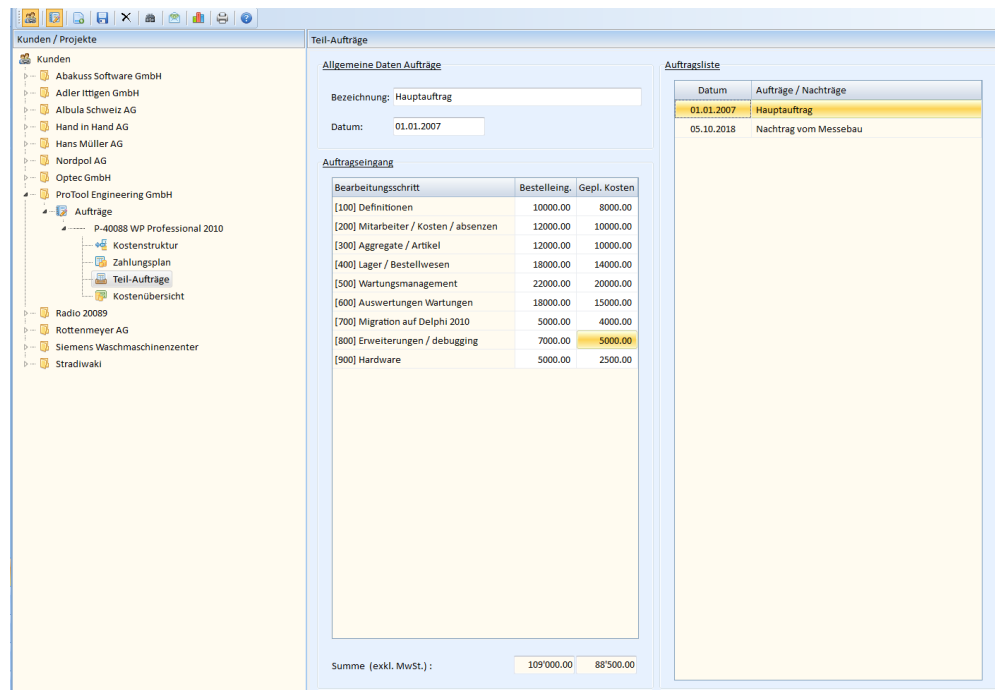 Kunden / Projekte
Kunden
Abakuss Software GmbH
Adler Ittigen GmbH
Albula Schweiz AG
Hand in Hand AG
Hans Müller AG
Nordpol AG
Optec GmbH
ProTool Engineering GmbH
Aufträge
P-40088 WP Professional 2010
Kostenstruktur
Zahlungsplan
Teil-Aufträge
Kostenübersicht
Radio 20089
Rottenmeyer AG
Siemens Waschmaschinenzenter
Stradiwaki
Teil-Aufträge
Allgemeine Daten Aufträge
Bezeichnung: Hauptauftrag
Datum: 01.01.2007
Auftragseingang
Bearbeitungsschritt Bestelleing. Gepl. Kosten
[100] Definitionen 10000.00 8000.00
[200] Mitarbeiter / Kosten / absenzen 12000.00 10000.00
[300] Aggregate / Artikel 12000.00 10000.00
[400] Lager / Bestellwesen 18000.00 14000.00
[500] Wartungsmanagement 22000.00 20000.00
[600] Auswertungen Wartungen 18000.00 15000.00
[700] Migration auf Delphi 2010 5000.00 4000.00
[800] Erweiterungen / debugging 7000.00 5000.00
[900] Hardware 5000.00 2500.00
Summe (exkl. MwSt.) : 109'000.00 88'500.00
Auftragsliste
Datum Aufträge / Nachträge
01.01.2007 Hauptauftrag
05.10.2018 Nachtrag vom Messebau